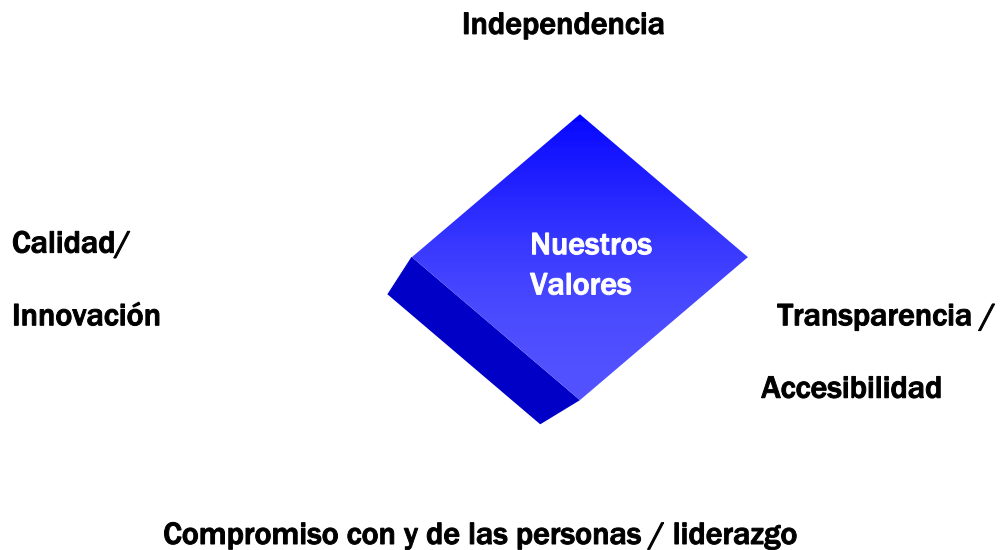 Independencia
Calidad/
Innovación
Nuestros
Valores
Transparencia /
Accesibilidad
Compromiso con y de las personas / liderazgo